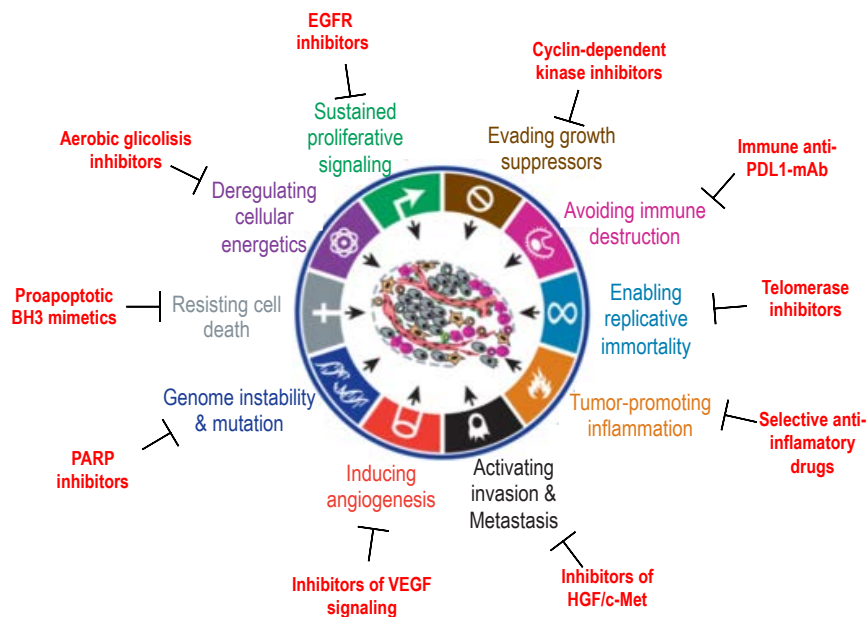 EGFR
inhibitors
Cyclin-dependent
kinase inhibitors
Sustained
proliferative
signaling
Evading growth
suppressors
Aerobic glicolisis
inhibitors
Immune anti-
PDL1-mAb
Deregulating
cellular
energetics
Avoiding immune
destruction
Proapoptotic
BH3 mimetics
Resisting cell
death
Enabling
replicative
immortality
Telomerase
inhibitors
Genome instability
& mutation
Tumor-promoting
inflammation
Selective anti-
inflamatory
drugs
PARP
inhibitors
Inducing
angiogenesis
Activating
invasion &
Metastasis
Inhibitors of VEGF
signaling
Inhibitors of
HGF/c-Met